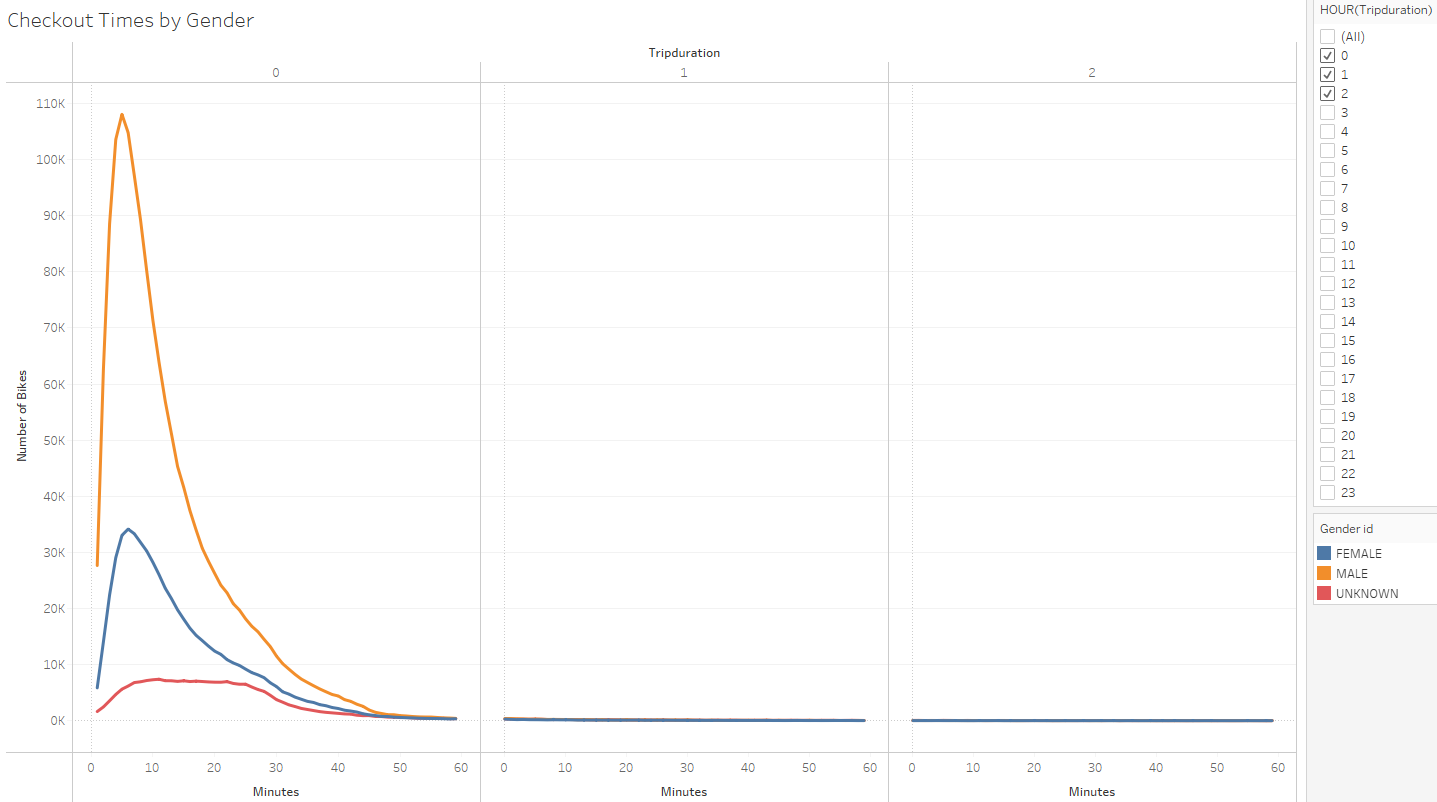 Checkout Times by Gender
Tripduration
0 1 2
110K
100K
90K
80K
70K
60K
50K
40K
30K
20K
10K
0K
Number of Bikes
0 10 20 30 40 50 60
0 10 20 30 40 50 60
0 10 20 30 40 50 60
Minutes Minutes Minutes
HOUR(Tripduration)
(All)
0
1
2
3
4
5
6
7
8
9
10
11
12
13
14
15
16
17
18
19
20
21
22
23
Gender id
FEMALE
MALE
UNKNOWN